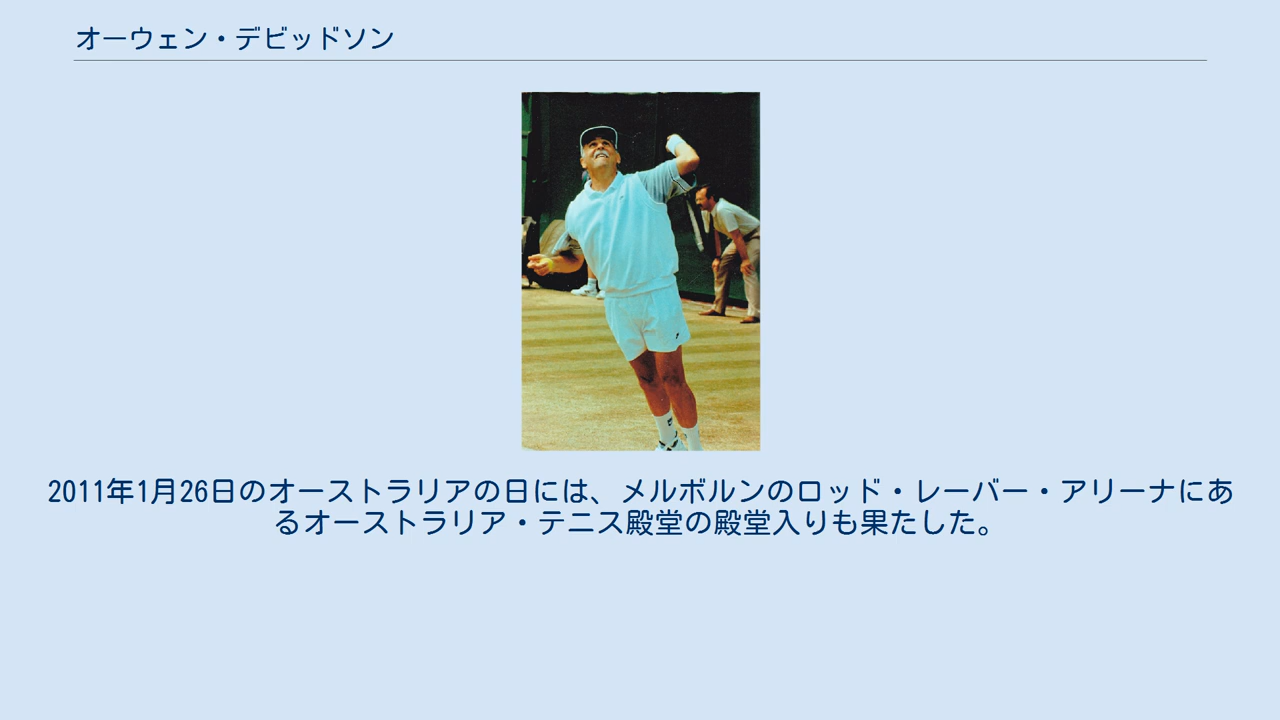 オーウェン・デビッドソン
2011年1月26日のオーストラリアの日には、メルボルンのロッド・レーバー・アリーナにあ
るオーストラリア・テニス殿堂の殿堂入りも果たした。